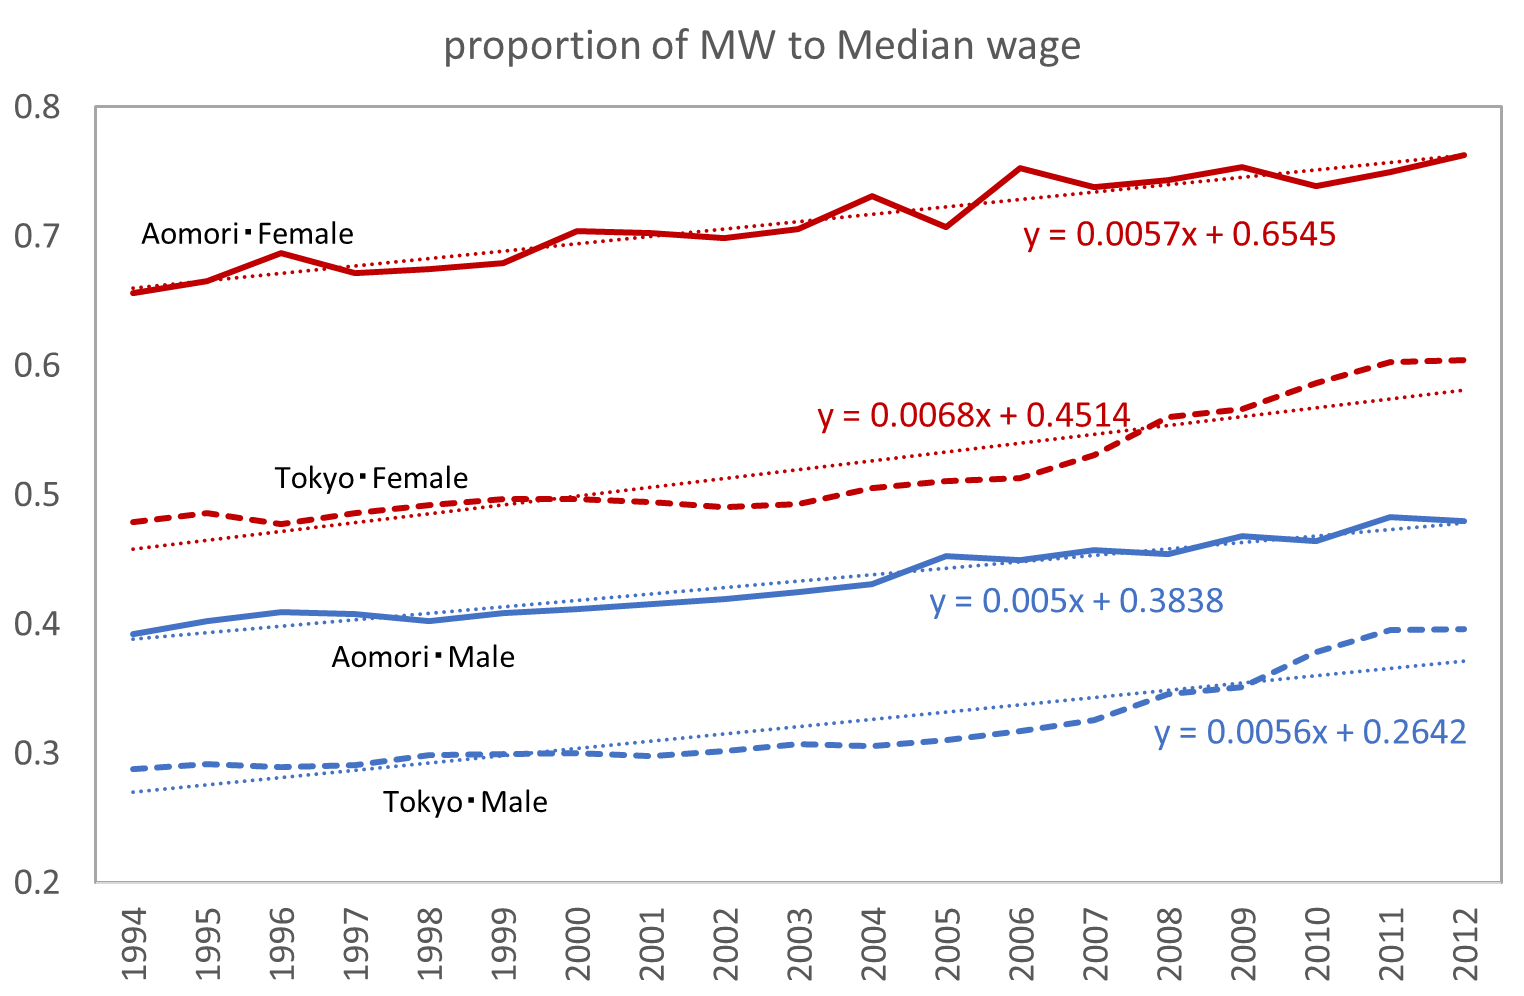 proportion of MW to Median wage
0.8
0.7
0.6
0.5
0.4
0.3
0.2
Aomori・Female
y = 0.0057x + 0.6545
y = 0.0068x + 0.4514
Tokyo・Female
y = 0.005x + 0.3838
Aomori・Male
y = 0.0056x + 0.2642
Tokyo・Male
1994
1995
1996
1997
1998
1999
2000
2001
2002
2003
2004
2005
2006
2007
2008
2009
2010
2011
2012